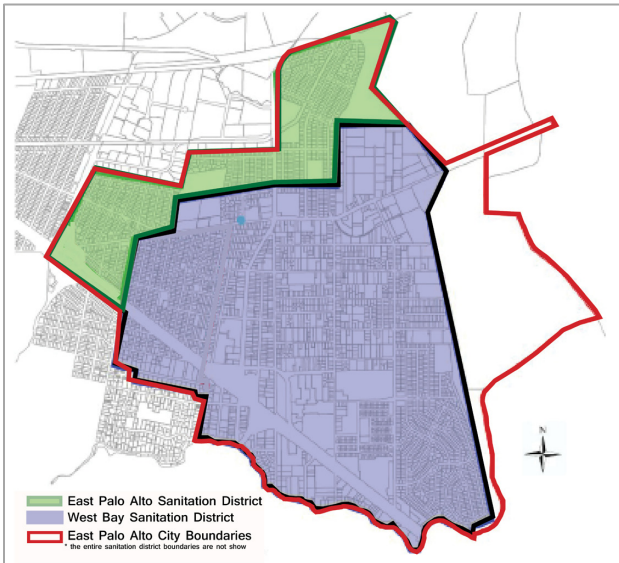 N
East Palo Alto Sanitation District
West Bay Sanitation District
East Palo Alto City Boundaries
* the entire sanitation district boundaries are not show